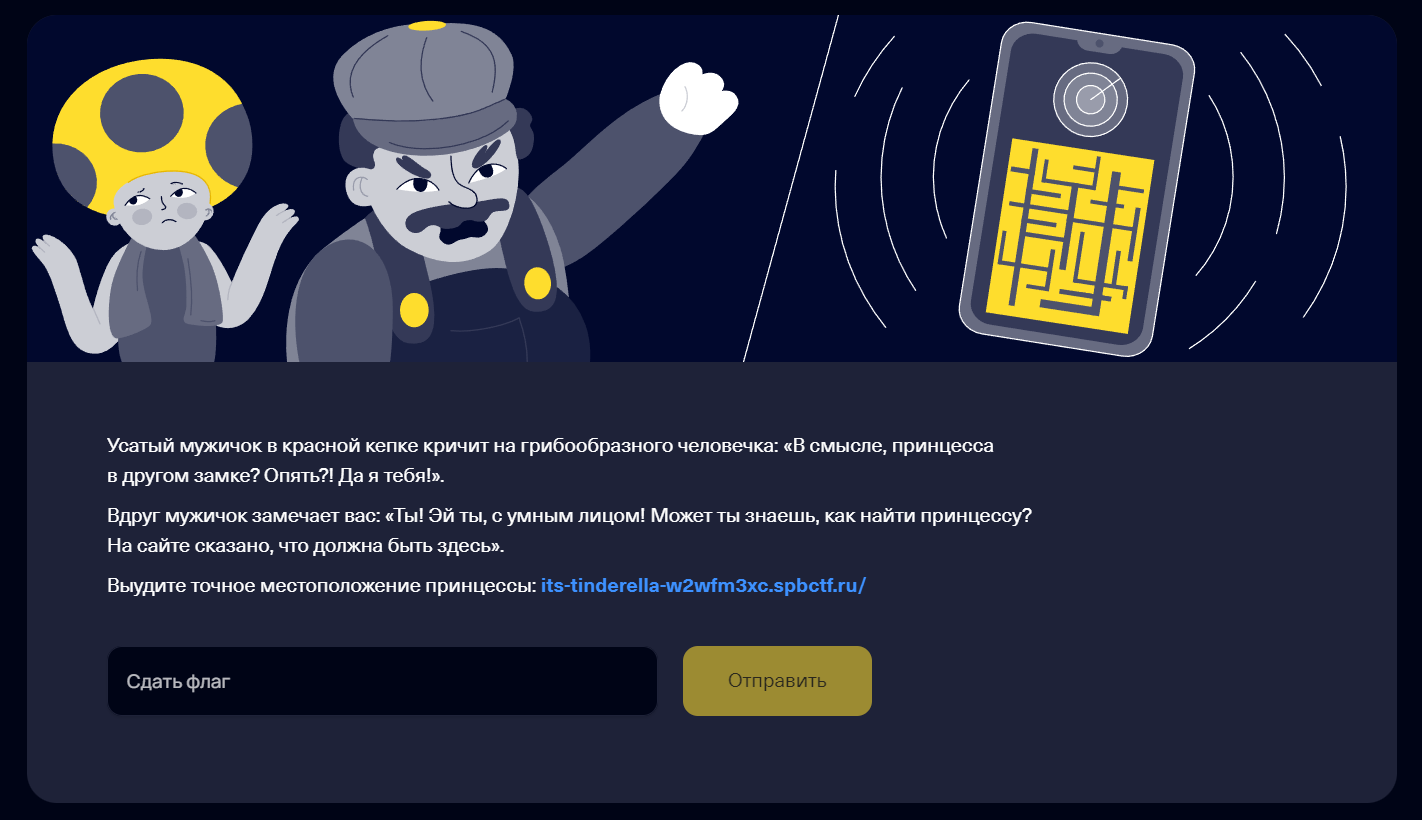 Усатый мужичок в красной кепке кричит на грибообразного человечка: «В смысле, принцесса
в другом замке? Опять?! Да я тебя!».
Вдруг мужичок замечает вас: «Ты! Эй ты, с умным лицом! Может ты знаешь, как найти принцессу?
На сайте сказано, что должна быть здесь».
Выудите точное местоположение принцессы: its-tinderella-w2wfm3xc.spbctf.ru/
Сдать флаг
Отправить